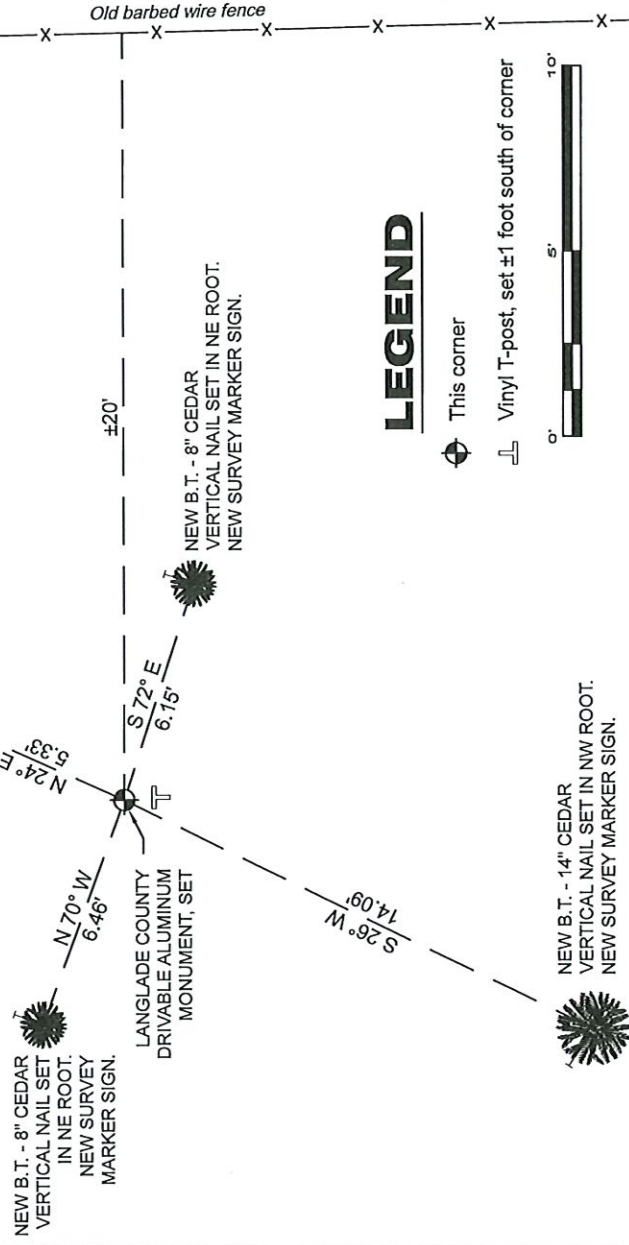 Old barbed wire fence
X X X X X X
±20'
N 24° E
5.33'
NEW B.T. - 8" CEDAR
VERTICAL NAIL SET IN NE ROOT.
NEW SURVEY MARKER SIGN.
S 72° E
6.15'
N 70° W
6.46'
NEW B.T. - 8" CEDAR
VERTICAL NAIL SET
IN NE ROOT.
NEW SURVEY
MARKER SIGN.
LANGLADE COUNTY
DRIVABLE ALUMINUM
MONUMENT, SET
S 26° W
14.09'
NEW B.T. - 14" CEDAR
VERTICAL NAIL SET IN NW ROOT.
NEW SURVEY MARKER SIGN.
LEGEND
This corner
Vinyl T-post, set ±1 foot south of corner
0' 5' 10'